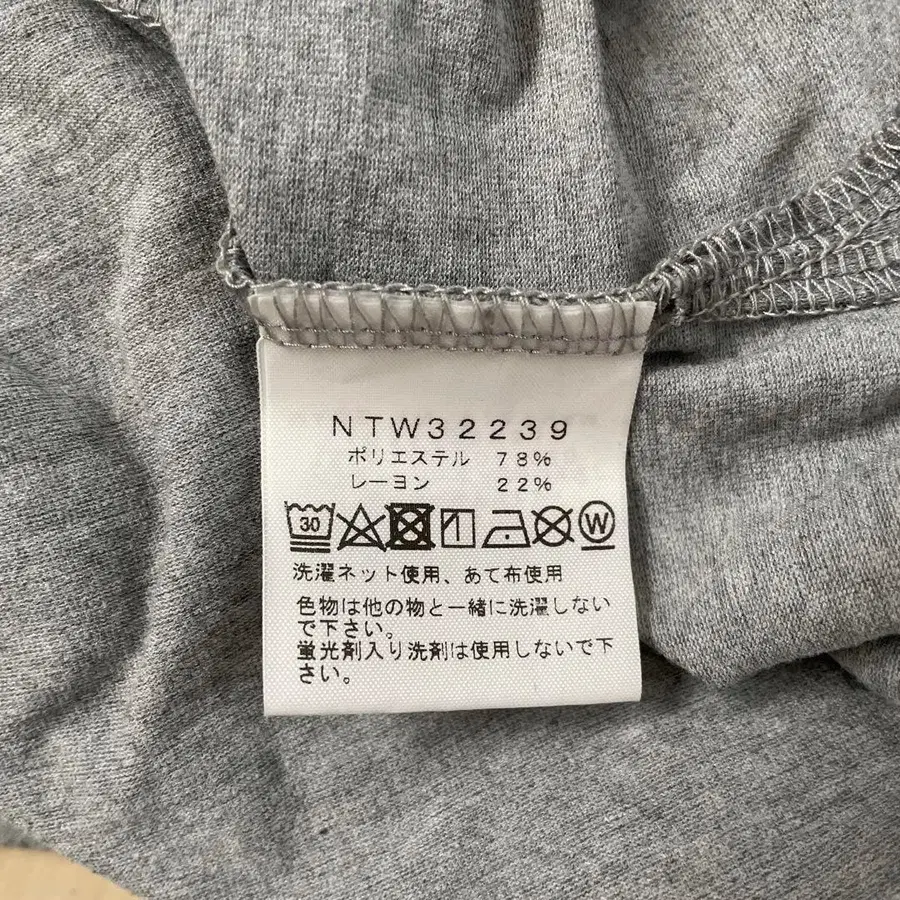 NTW32239
ポリエステル 78%
レーヨン 22%
30 W
洗濯ネット使用、あて布使用
色物は他の物と一緒に洗濯しない
で下さい。
蛍光剤入り洗剤は使用しないで下
さい。